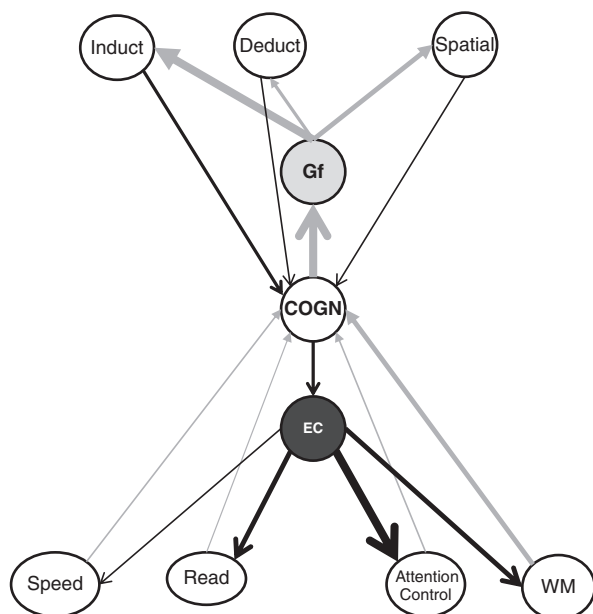 Induct
Deduct
Spatial
Gf
COGN
EC
Speed
Read
Attention
Control
WM